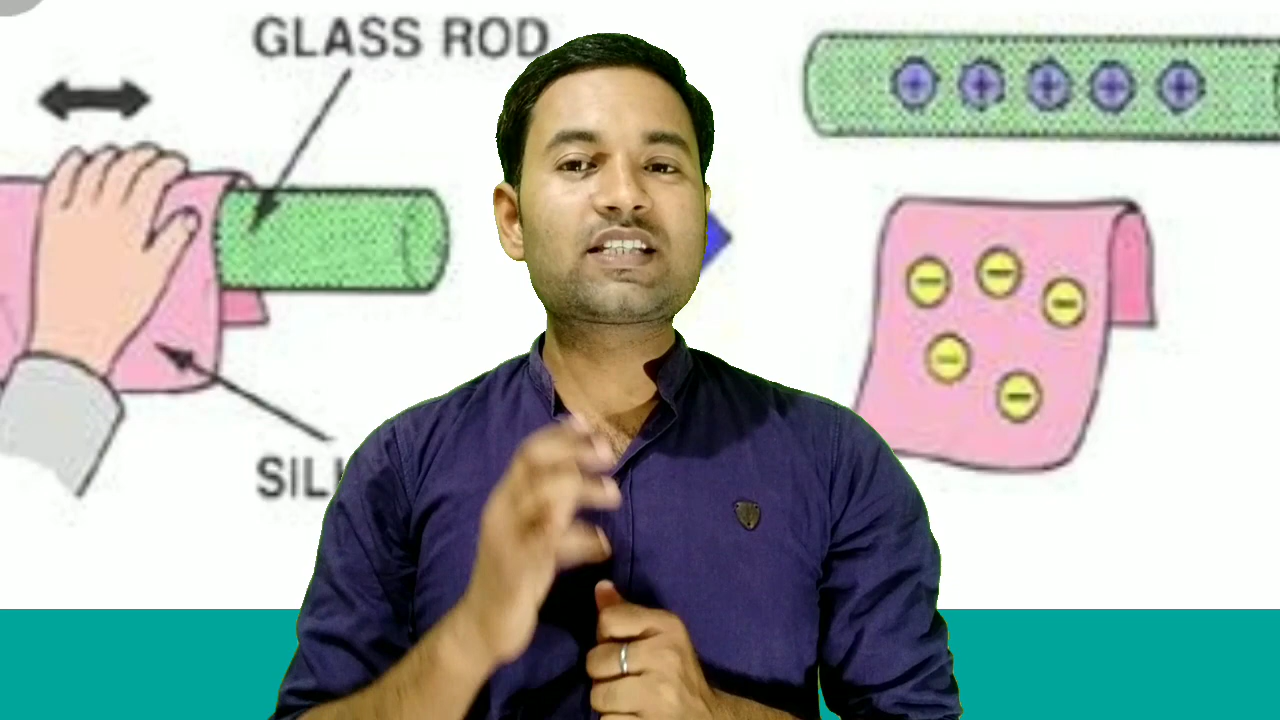 GLASS ROD
+ + + + +
− − − − −